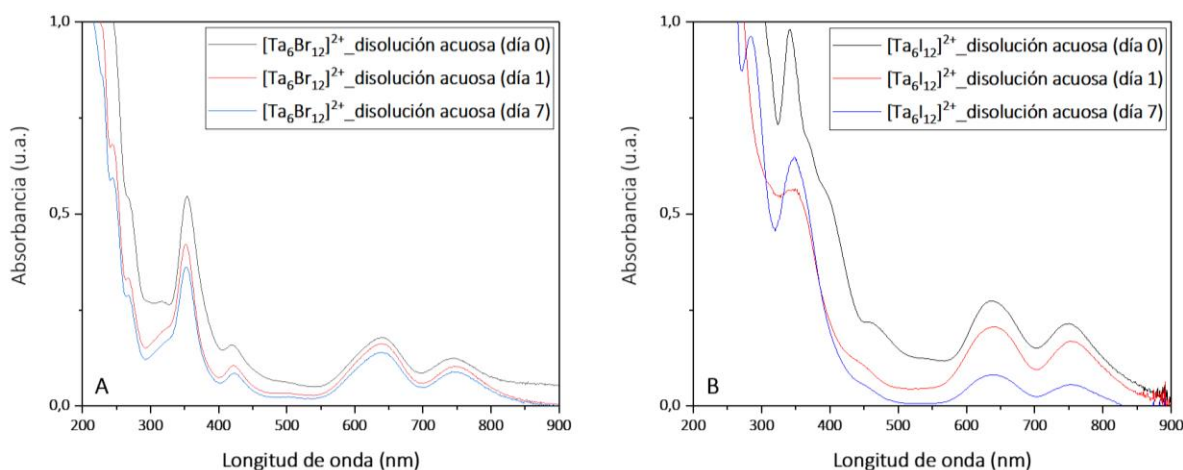 1,0
0,5
0,0
200 300 400 500 600 700 800 900
Absorbancia (u.a.)
Longitud de onda (nm)
[Ta6Br12]2+_disolución acuosa (día 0)
[Ta6Br12]2+_disolución acuosa (día 1)
[Ta6Br12]2+_disolución acuosa (día 7)
A
1,0
0,5
0,0
200 300 400 500 600 700 800 900
Absorbancia (u.a.)
Longitud de onda (nm)
[Ta6I12]2+_disolución acuosa (día 0)
[Ta6I12]2+_disolución acuosa (día 1)
[Ta6I12]2+_disolución acuosa (día 7)
B